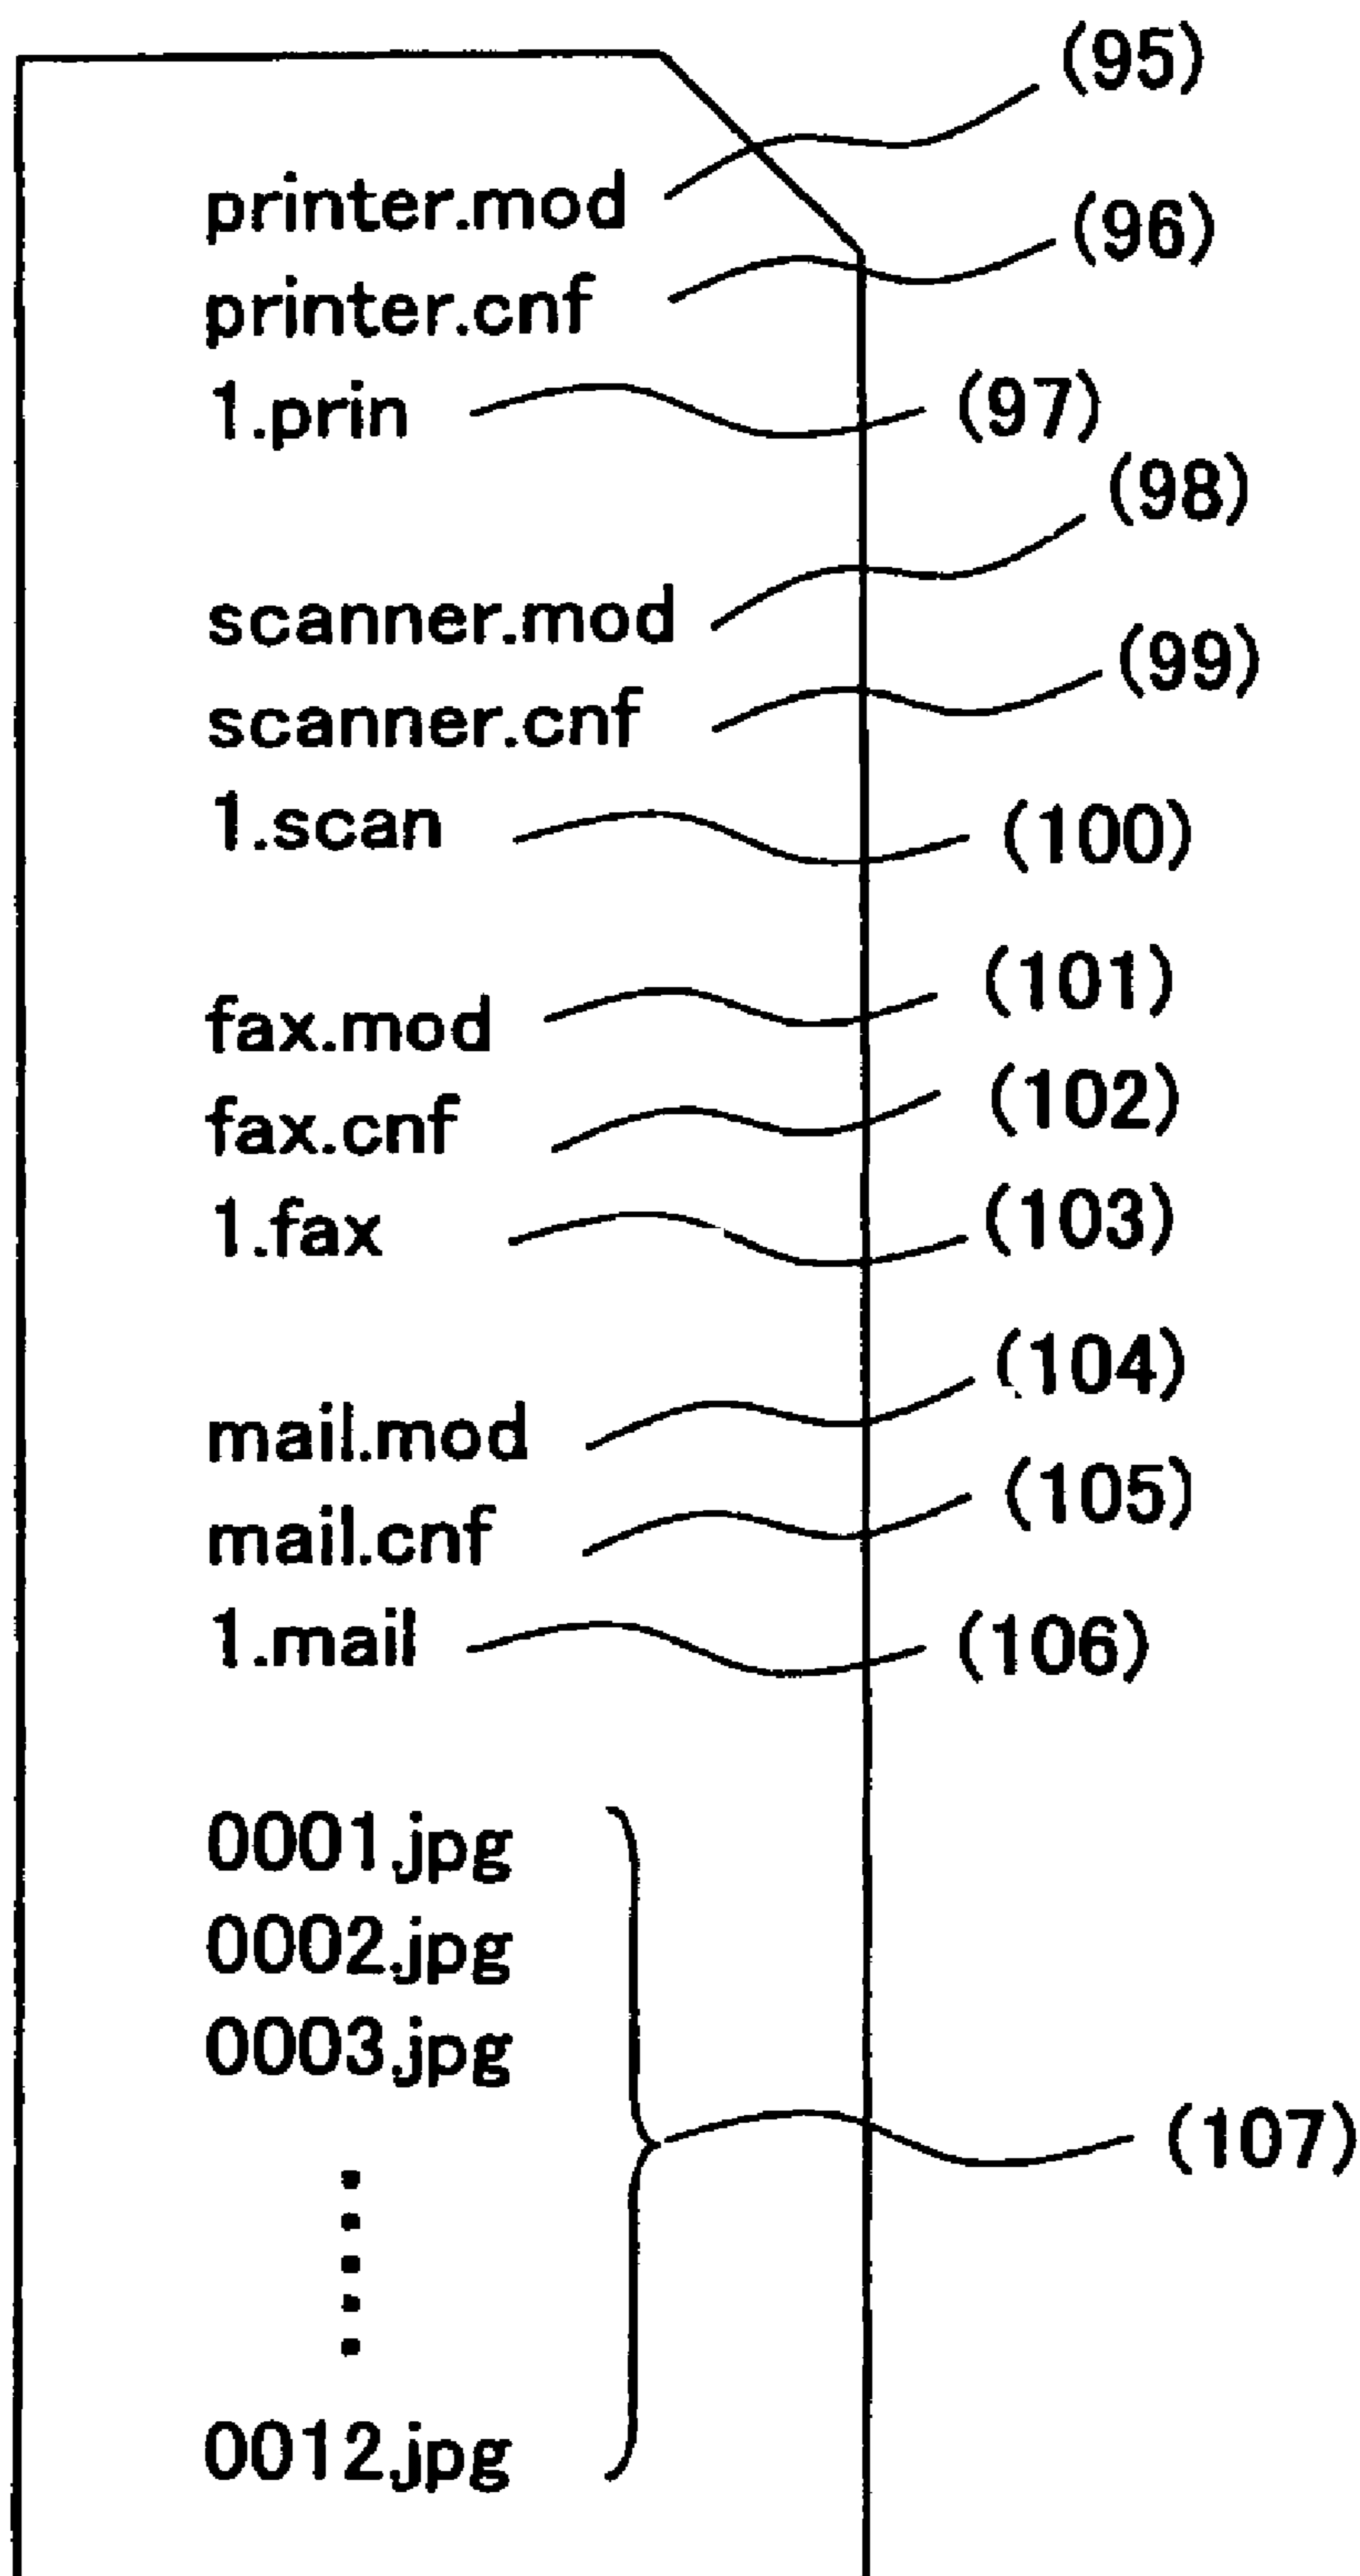 printer.mod (95)
printer.cnf (96)
1.prin (97)
scanner.mod (98)
scanner.cnf (99)
1.scan (100)
fax.mod (101)
fax.cnf (102)
1.fax (103)
mail.mod (104)
mail.cnf (105)
1.mail (106)
0001.jpg
0002.jpg
0003.jpg
(107)
0012.jpg